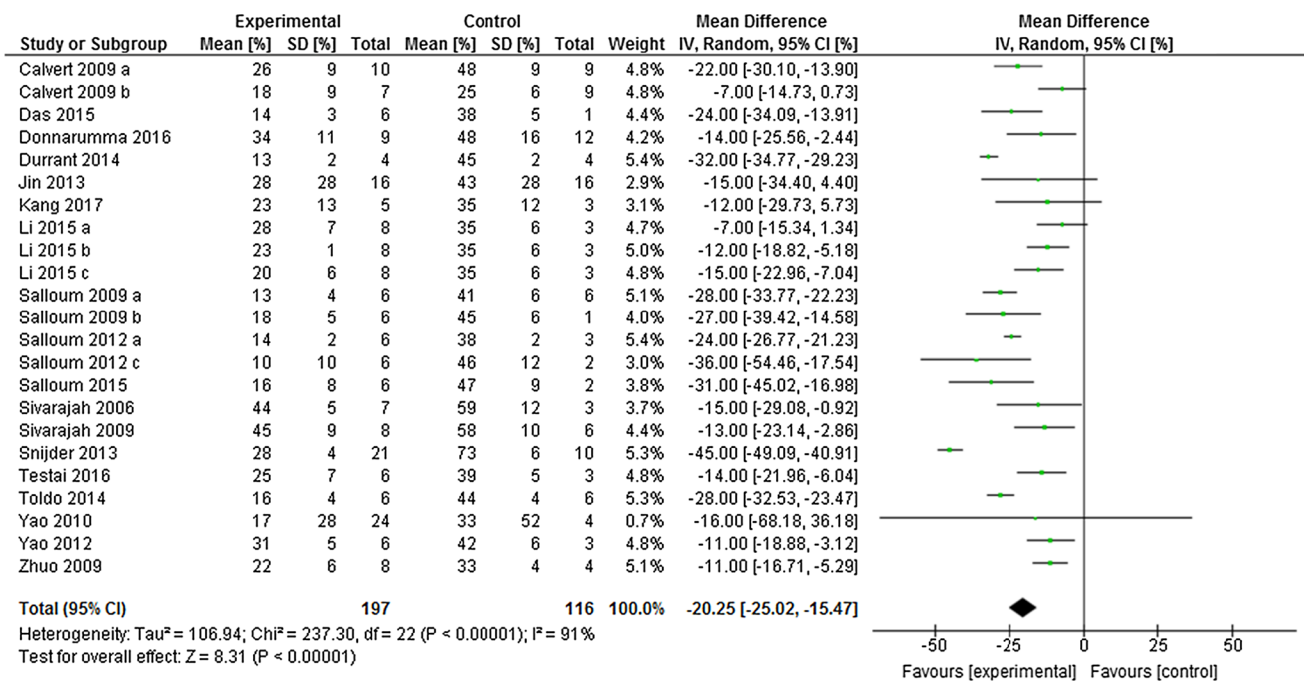 Experimental Control Mean Difference Mean Difference
Study or Subgroup Mean [%] SD [%] Total Mean [%] SD [%] Total Weight IV, Random, 95% CI [%] IV, Random, 95% CI [%]
Calvert 2009 a 26 9 10 48 9 9 4.8% -22.00 [-30.10, -13.90]
Calvert 2009 b 18 9 7 25 6 9 4.8% -7.00 [-14.73, 0.73]
Das 2015 14 3 6 38 5 1 4.4% -24.00 [-34.09, -13.91]
Donnarumma 2016 34 11 9 48 16 12 4.2% -14.00 [-25.56, -2.44]
Durrant 2014 13 2 4 45 2 4 5.4% -32.00 [-34.77, -29.23]
Jin 2013 28 28 16 43 28 16 2.9% -15.00 [-34.40, 4.40]
Kang 2017 23 13 5 35 12 3 3.1% -12.00 [-29.73, 5.73]
Li 2015 a 28 7 8 35 6 3 4.7% -7.00 [-15.34, 1.34]
Li 2015 b 23 1 8 35 6 3 5.0% -12.00 [-18.82, -5.18]
Li 2015 c 20 6 8 35 6 3 4.8% -15.00 [-22.96, -7.04]
Salloum 2009 a 13 4 6 41 6 6 5.1% -28.00 [-33.77, -22.23]
Salloum 2009 b 18 5 6 45 6 1 4.0% -27.00 [-39.42, -14.58]
Salloum 2012 a 14 2 6 38 2 3 5.4% -24.00 [-26.77, -21.23]
Salloum 2012 c 10 10 6 46 12 2 3.0% -36.00 [-54.46, -17.54]
Salloum 2015 16 8 6 47 9 2 3.8% -31.00 [-45.02, -16.98]
Sivarajah 2006 44 5 7 59 12 3 3.7% -15.00 [-29.08, -0.92]
Sivarajah 2009 45 9 8 58 10 6 4.4% -13.00 [-23.14, -2.86]
Snijder 2013 28 4 21 73 6 10 5.3% -45.00 [-49.09, -40.91]
Testai 2016 25 7 6 39 5 3 4.8% -14.00 [-21.96, -6.04]
Toldo 2014 16 4 6 44 4 6 5.3% -28.00 [-32.53, -23.47]
Yao 2010 17 28 24 33 52 4 0.7% -16.00 [-68.18, 36.18]
Yao 2012 31 5 6 42 6 3 4.8% -11.00 [-18.88, -3.12]
Zhuo 2009 22 6 8 33 4 4 5.1% -11.00 [-16.71, -5.29]
Total (95% CI) 197 116 100.0% -20.25 [-25.02, -15.47]
Heterogeneity: Tau² = 106.94; Chi² = 237.30, df = 22 (P < 0.00001); I² = 91%
Test for overall effect: Z = 8.31 (P < 0.00001)
-50 -25 0 25 50
Favours [experimental] Favours [control]